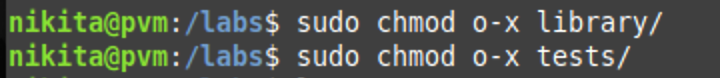 nikita@pvm:/labs$ sudo chmod o-x library/
nikita@pvm:/labs$ sudo chmod o-x tests/